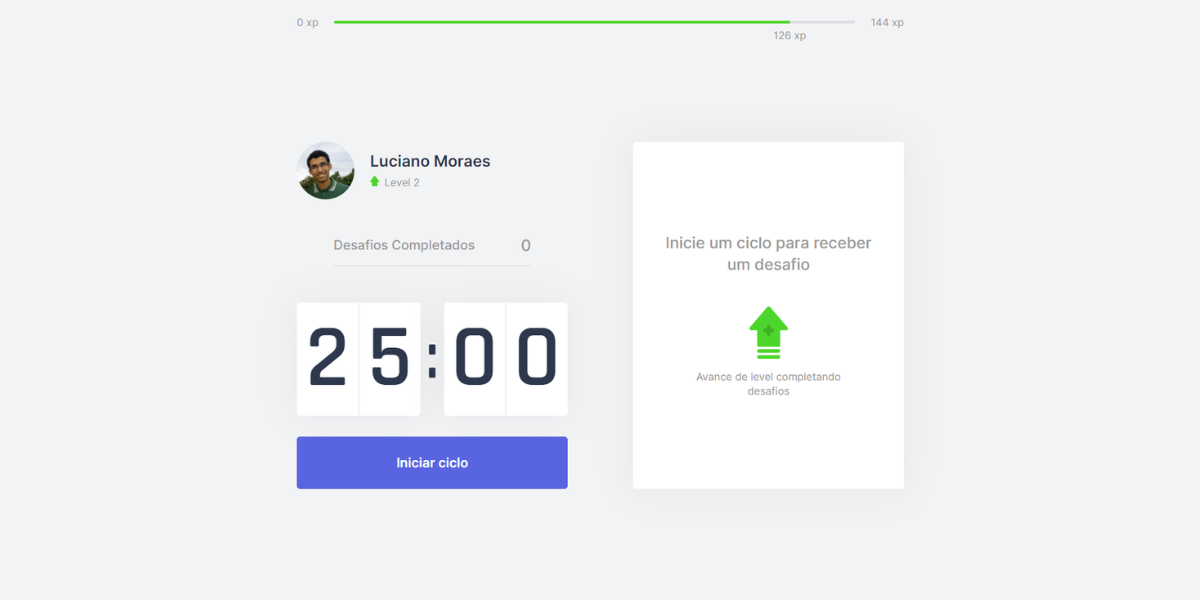 0 xp
144 xp
126 xp
Luciano Moraes
Level 2
Desafios Completados 0
25:00
Iniciar ciclo
Inicie um ciclo para receber
um desafio
Avance de level completando
desafios